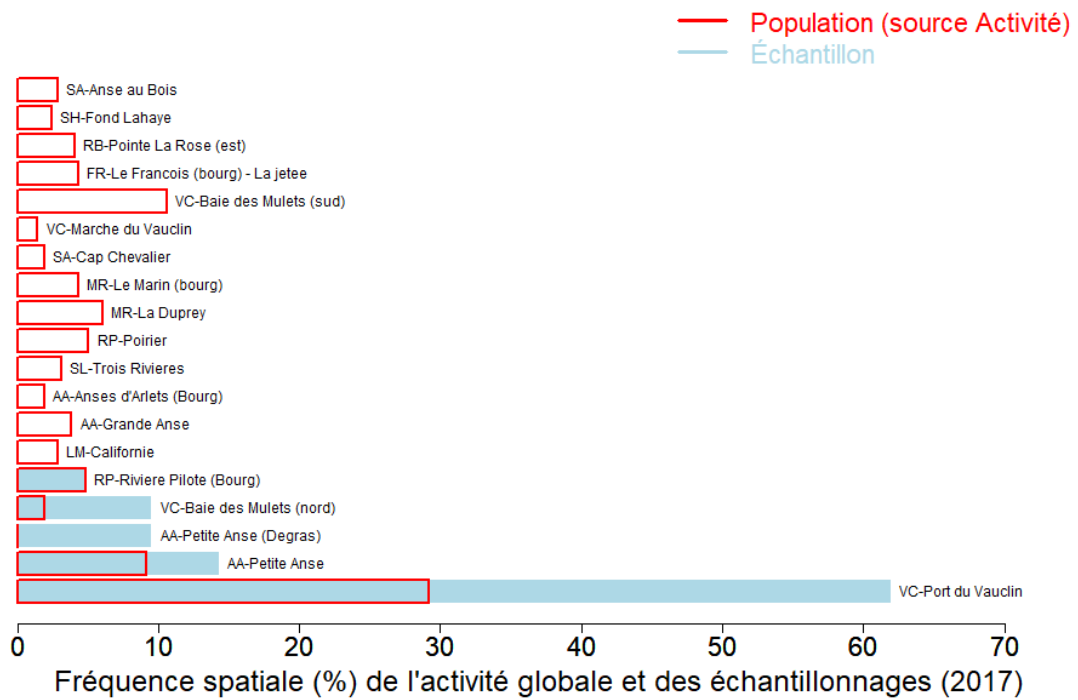 Population (source Activité)
Échantillon
SA-Anse au Bois
SH-Fond Lahaye
RB-Pointe La Rose (est)
FR-Le Francois (bourg) - La jetee
VC-Baie des Mulets (sud)
VC-Marche du Vauclin
SA-Cap Chevalier
MR-Le Marin (bourg)
MR-La Duprey
RP-Poirier
SL-Trois Rivieres
AA-Anses d'Arlets (Bourg)
AA-Grande Anse
LM-Californie
RP-Riviere Pilote (Bourg)
VC-Baie des Mulets (nord)
AA-Petite Anse (Degras)
AA-Petite Anse
VC-Port du Vauclin
0 10 20 30 40 50 60 70
Fréquence spatiale (%) de l'activité globale et des échantillonnages (2017)